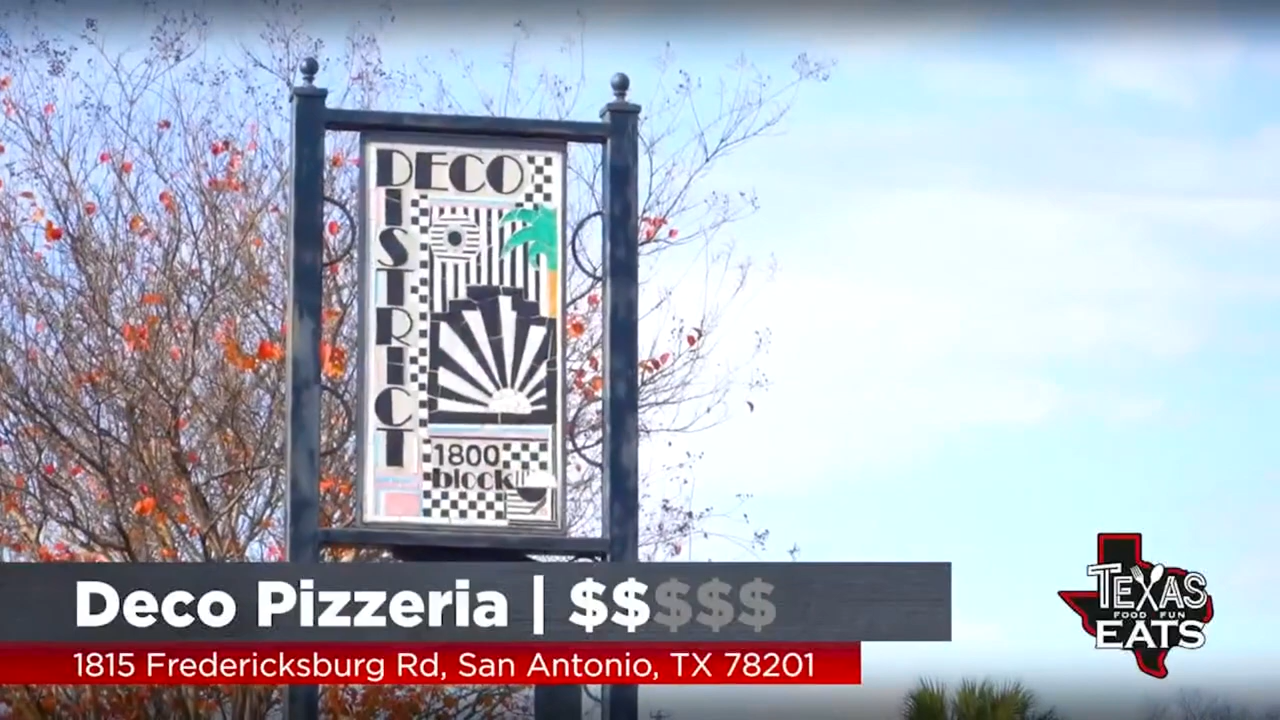 DECO
DISTRICT
1800
block
Deco Pizzeria | $$$$$
1815 Fredericksburg Rd, San Antonio, TX 78201
TEXAS
FOOD FUN
EATS